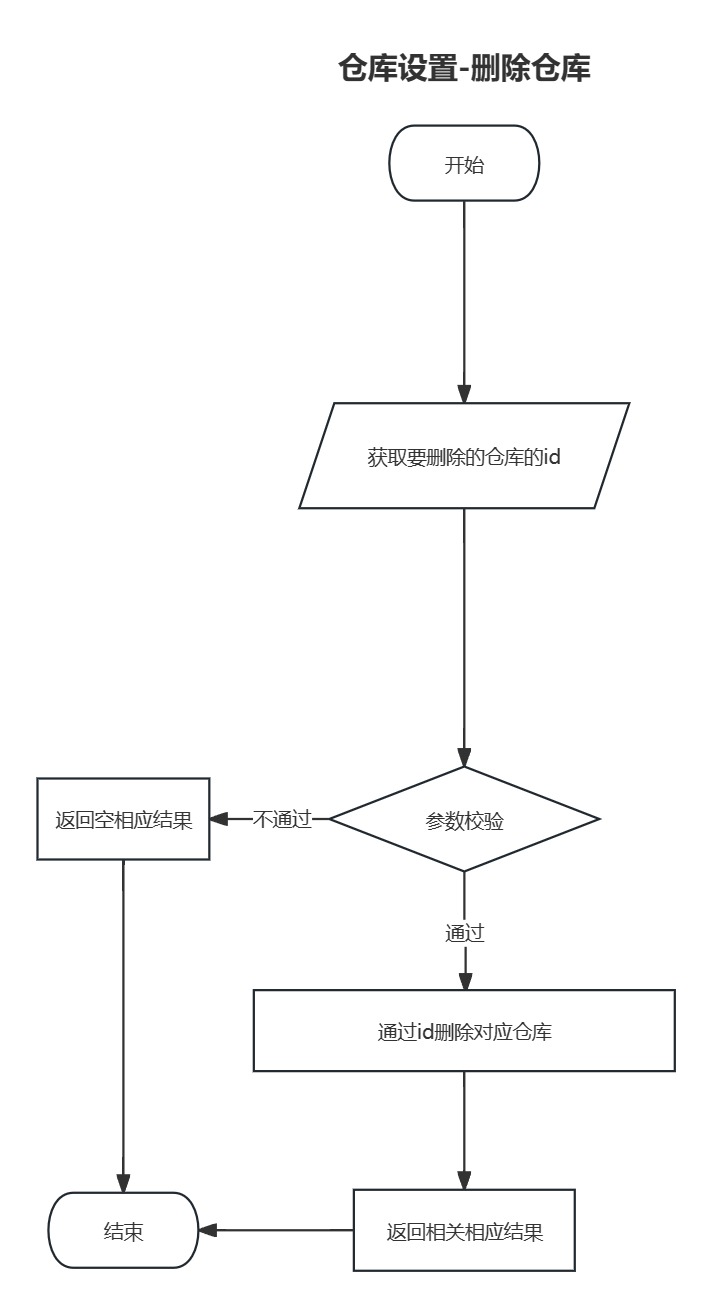 仓库设置-删除仓库
开始
获取要删除的仓库的id
参数校验
不通过
返回空相应结果
通过
通过id删除对应仓库
返回相关相应结果
结束